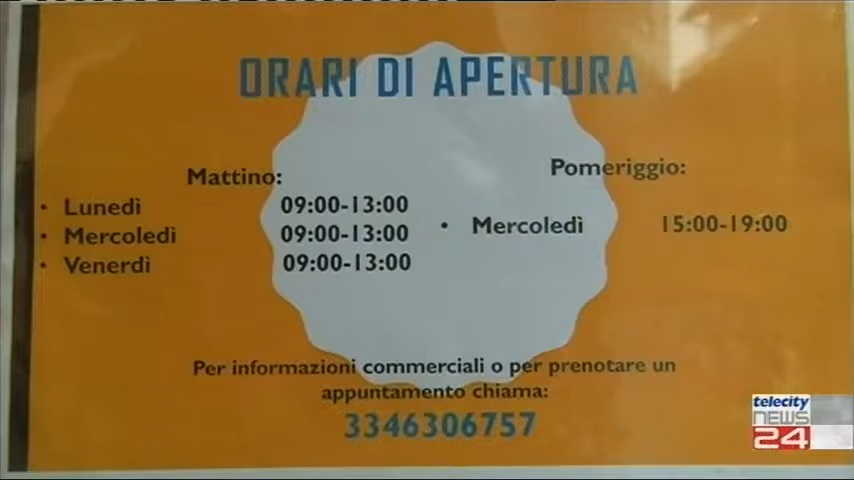 ORARI DI APERTURA
Mattino:
• Lunedì 09:00-13:00
• Mercoledì 09:00-13:00
• Venerdì 09:00-13:00
Pomeriggio:
• Mercoledì 15:00-19:00
Per informazioni commerciali o per prenotare un
appuntamento chiama:
3346306757
telecity
NEWS
24